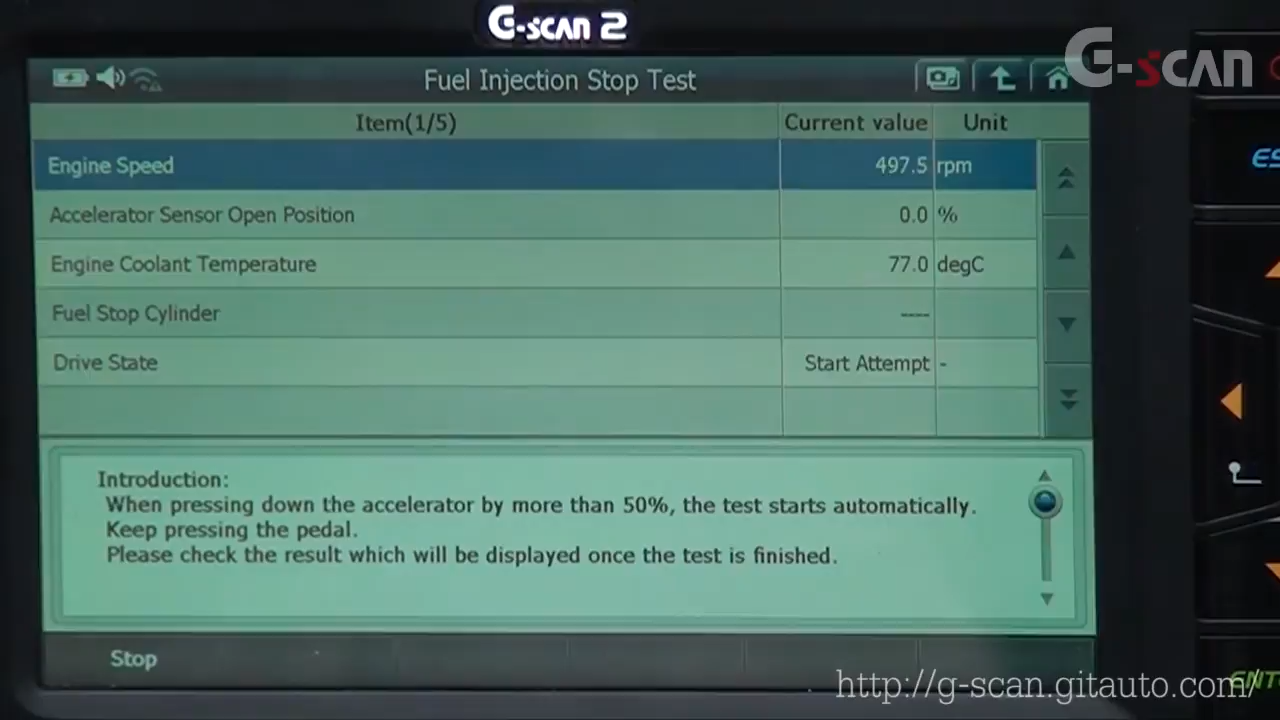 G-scan 2
G-scan
Fuel Injection Stop Test
Item(1/5) Current value Unit
Engine Speed 497.5 rpm
Accelerator Sensor Open Position 0.0 %
Engine Coolant Temperature 77.0 degC
Fuel Stop Cylinder ----
Drive State Start Attempt -
Introduction:
When pressing down the accelerator by more than 50%, the test starts automatically.
Keep pressing the pedal.
Please check the result which will be displayed once the test is finished.
Stop
http://g-scan.gitauto.com/